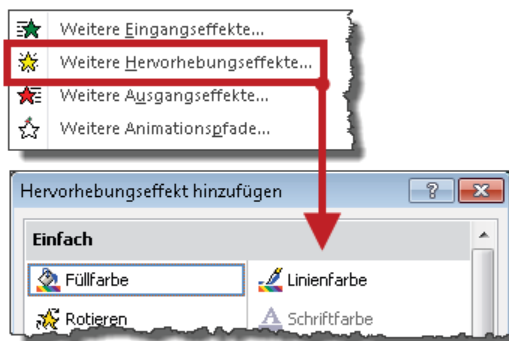 Weitere Eingangseffekte...
Weitere Hervorhebungseffekte...
Weitere Ausgangseffekte...
Weitere Animationspfade...
Hervorhebungseffekt hinzufügen
Einfach
Füllfarbe Linienfarbe
Rotieren Schriftfarbe